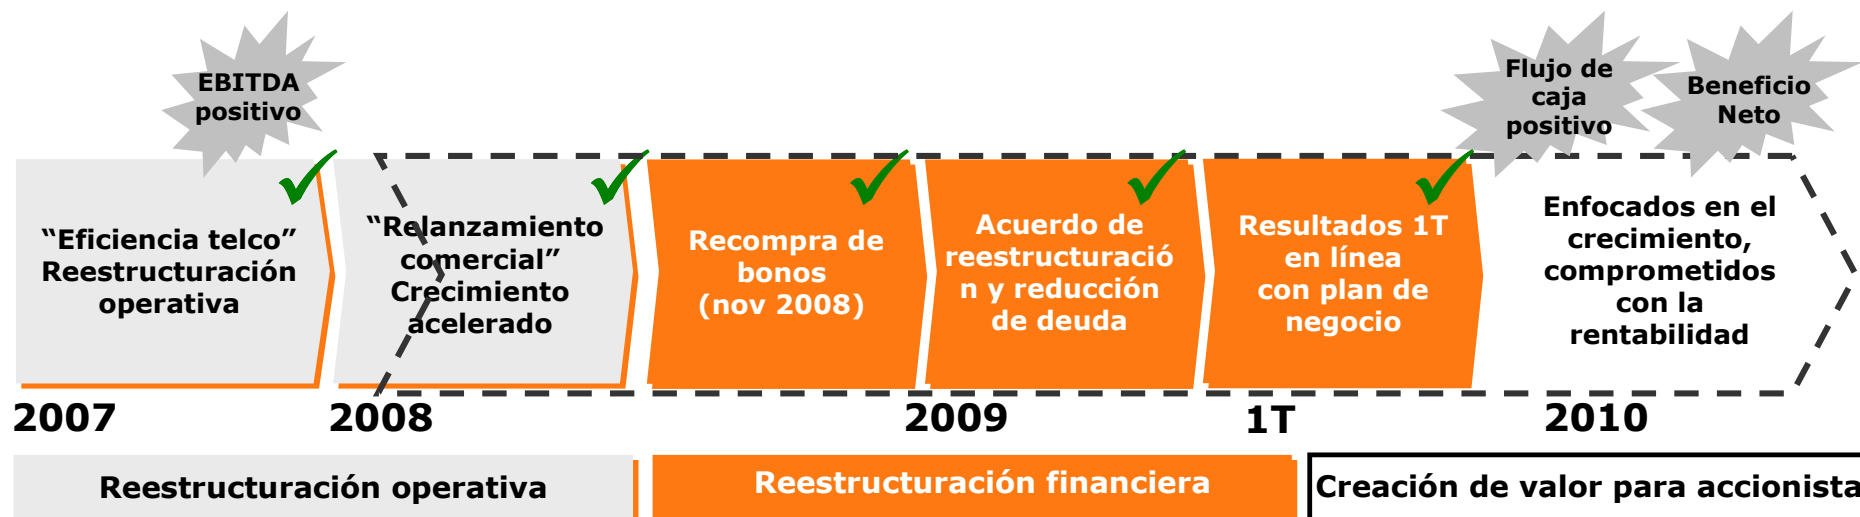 EBITDA
positivo
Flujo de
caja
positivo
Beneficio
Neto
“Eficiencia telco”
Reestructuración
operativa
“Relanzamiento
comercial”
Crecimiento
acelerado
Recompra de
bonos
(nov 2008)
Acuerdo de
reestructuració
n y reducción
de deuda
Resultados 1T
en línea
con plan de
negocio
Enfocados en el
crecimiento,
comprometidos
con la
rentabilidad
2007
2008
2009
1T
2010
Reestructuración operativa
Reestructuración financiera
Creación de valor para accionista